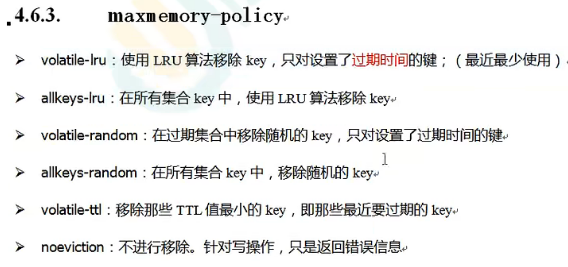 4.6.3. maxmemory-policy
➢ volatile-lru：使用 LRU 算法移除 key，只对设置了过期时间的键；（最近最少使用）
➢ allkeys-lru：在所有集合 key 中，使用 LRU 算法移除 key
➢ volatile-random：在过期集合中移除随机的 key，只对设置了过期时间的键
➢ allkeys-random：在所有集合 key 中，移除随机的 key
➢ volatile-ttl：移除那些 TTL 值最小的 key，即那些最近要过期的 key
➢ noeviction：不进行移除。针对写操作，只是返回错误信息